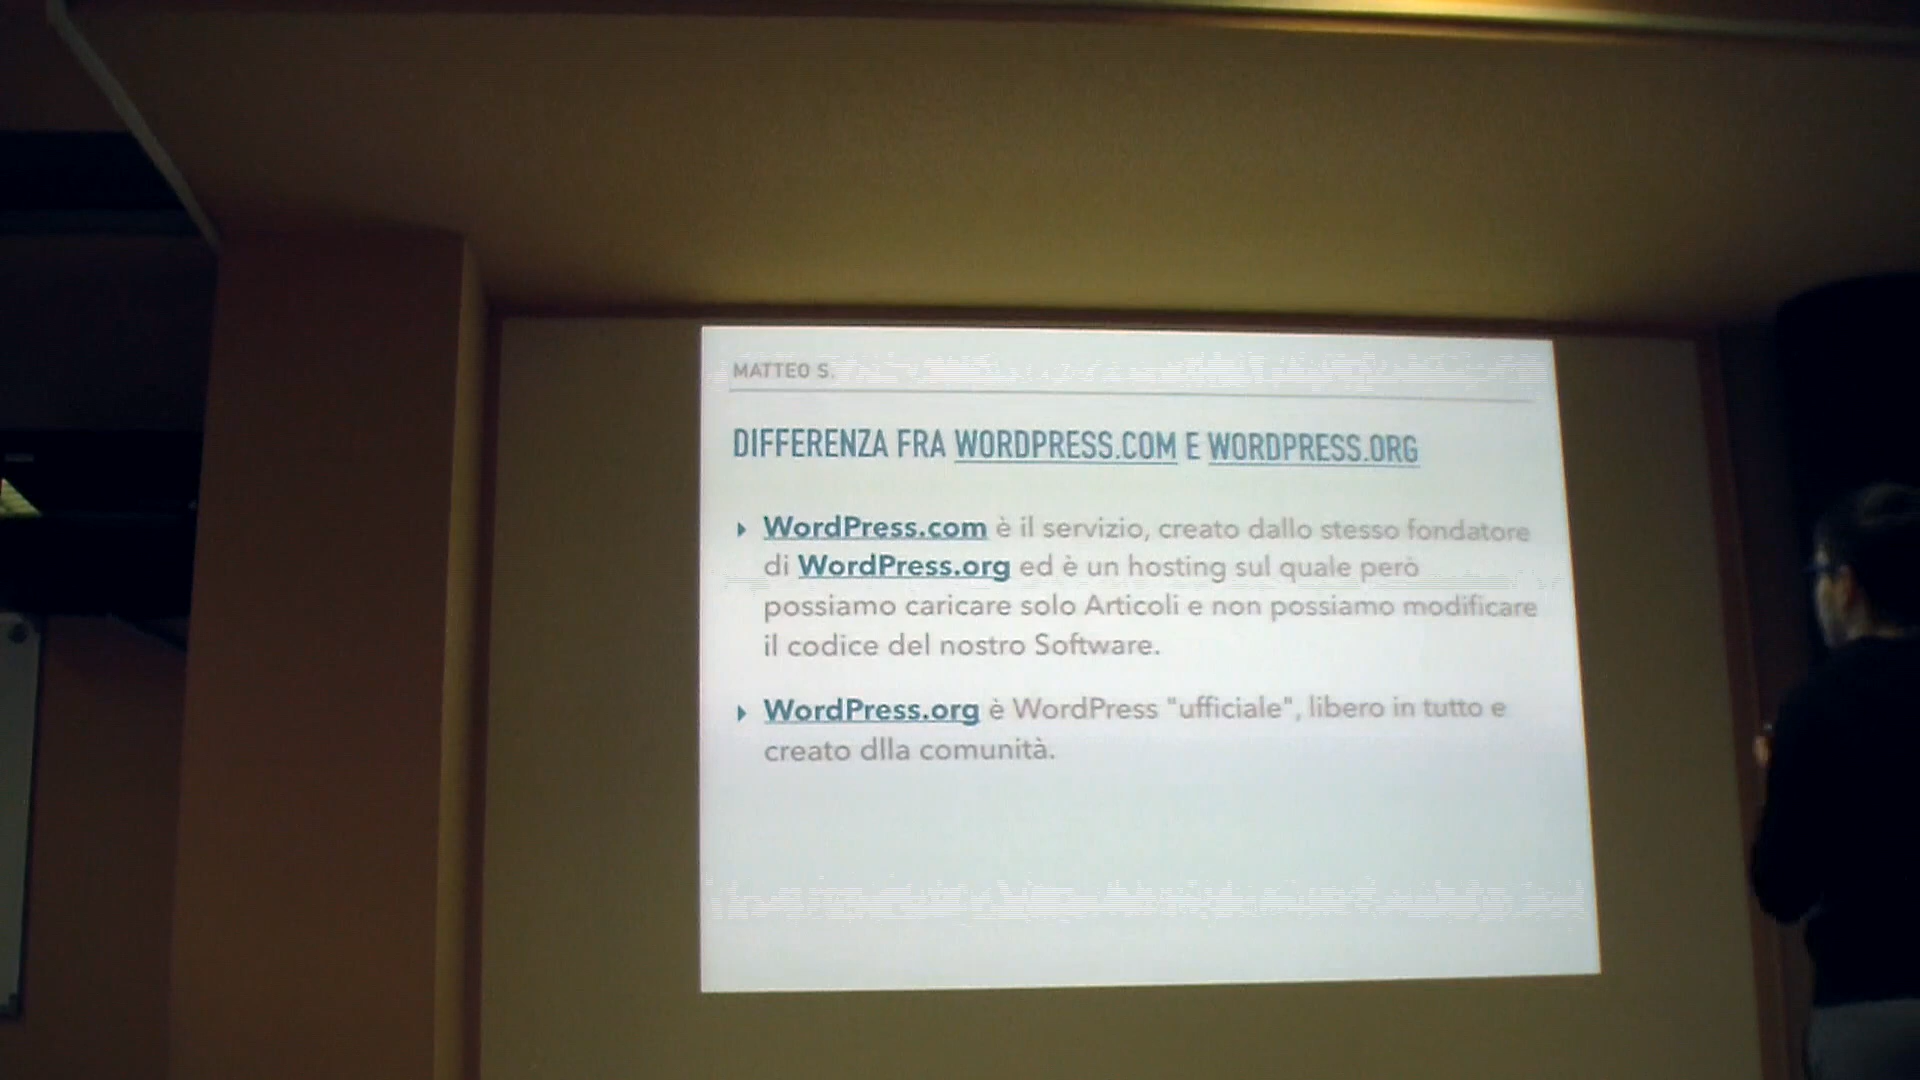 MATTEO S.
DIFFERENZA FRA WORDPRESS.COM E WORDPRESS.ORG
WordPress.com è il servizio, creato dallo stesso fondatore
di WordPress.org ed è un hosting sul quale però
possiamo caricare solo Articoli e non possiamo modificare
il codice del nostro Software.
WordPress.org è WordPress "ufficiale", libero in tutto e
creato dlla comunità.